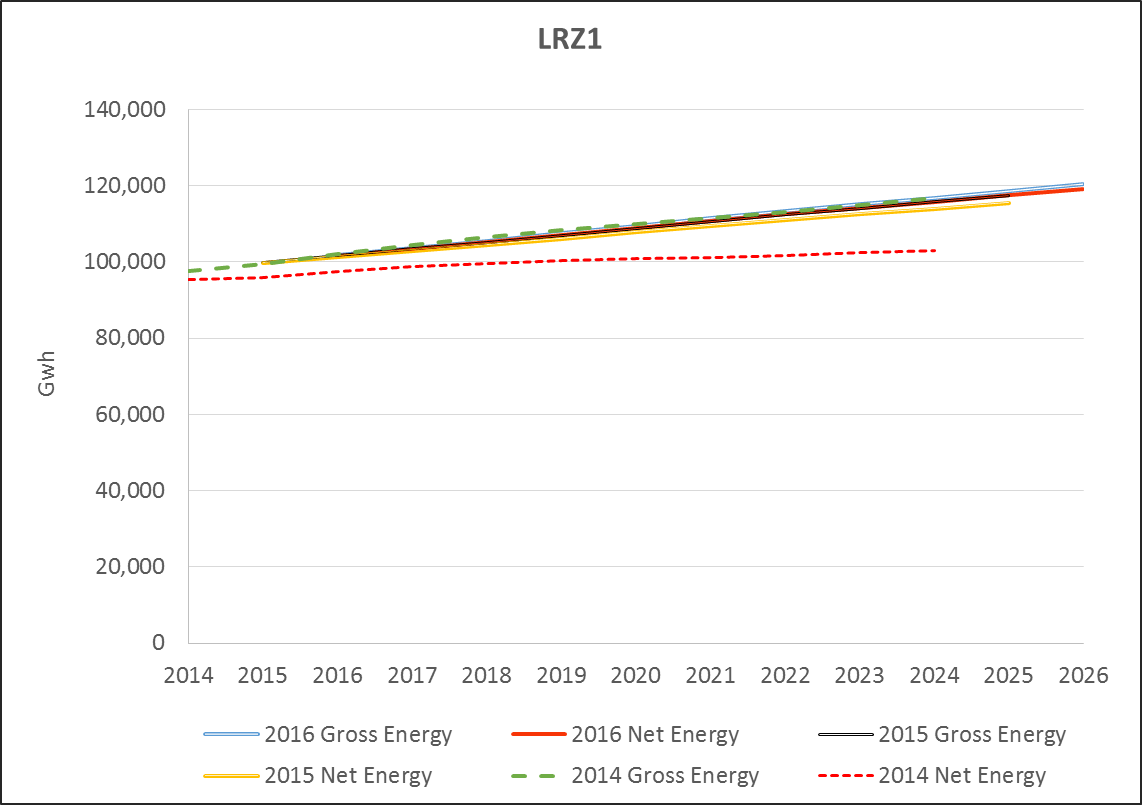 LRZ1
140,000
120,000
100,000
80,000
60,000
40,000
20,000
0
Gwh
2014 2015 2016 2017 2018 2019 2020 2021 2022 2023 2024 2025 2026
2016 Gross Energy 2016 Net Energy 2015 Gross Energy
2015 Net Energy 2014 Gross Energy 2014 Net Energy